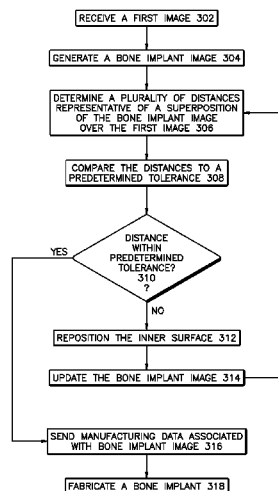 RECEIVE A FIRST IMAGE 302
GENERATE A BONE IMPLANT IMAGE 304
DETERMINE A PLURALITY OF DISTANCES
REPRESENTATIVE OF A SUPERPOSITION
OF THE BONE IMPLANT IMAGE
OVER THE FIRST IMAGE 306
COMPARE THE DISTANCES TO A
PREDETERMINED TOLERANCE 308
DISTANCE
WITHIN
PREDETERMINED
TOLERANCE?
310
?
YES
NO
REPOSITION THE INNER SURFACE 312
UPDATE THE BONE IMPLANT IMAGE 314
SEND MANUFACTURING DATA ASSOCIATED
WITH BONE IMPLANT IMAGE 316
FABRICATE A BONE IMPLANT 318